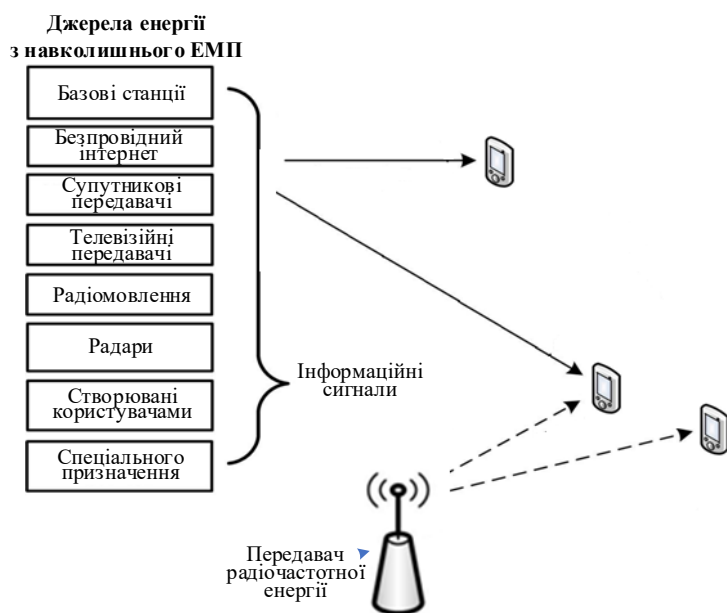 Джерела енергії
з навколишнього ЕМП
Базові станції
Безпровідний
інтернет
Супутникові
передавачі
Телевізійні
передавачі
Радіомовлення
Радари
Створювані
користувачами
Спеціального
призначення
Інформаційні
сигнали
Передавач
радіочастотної
енергії